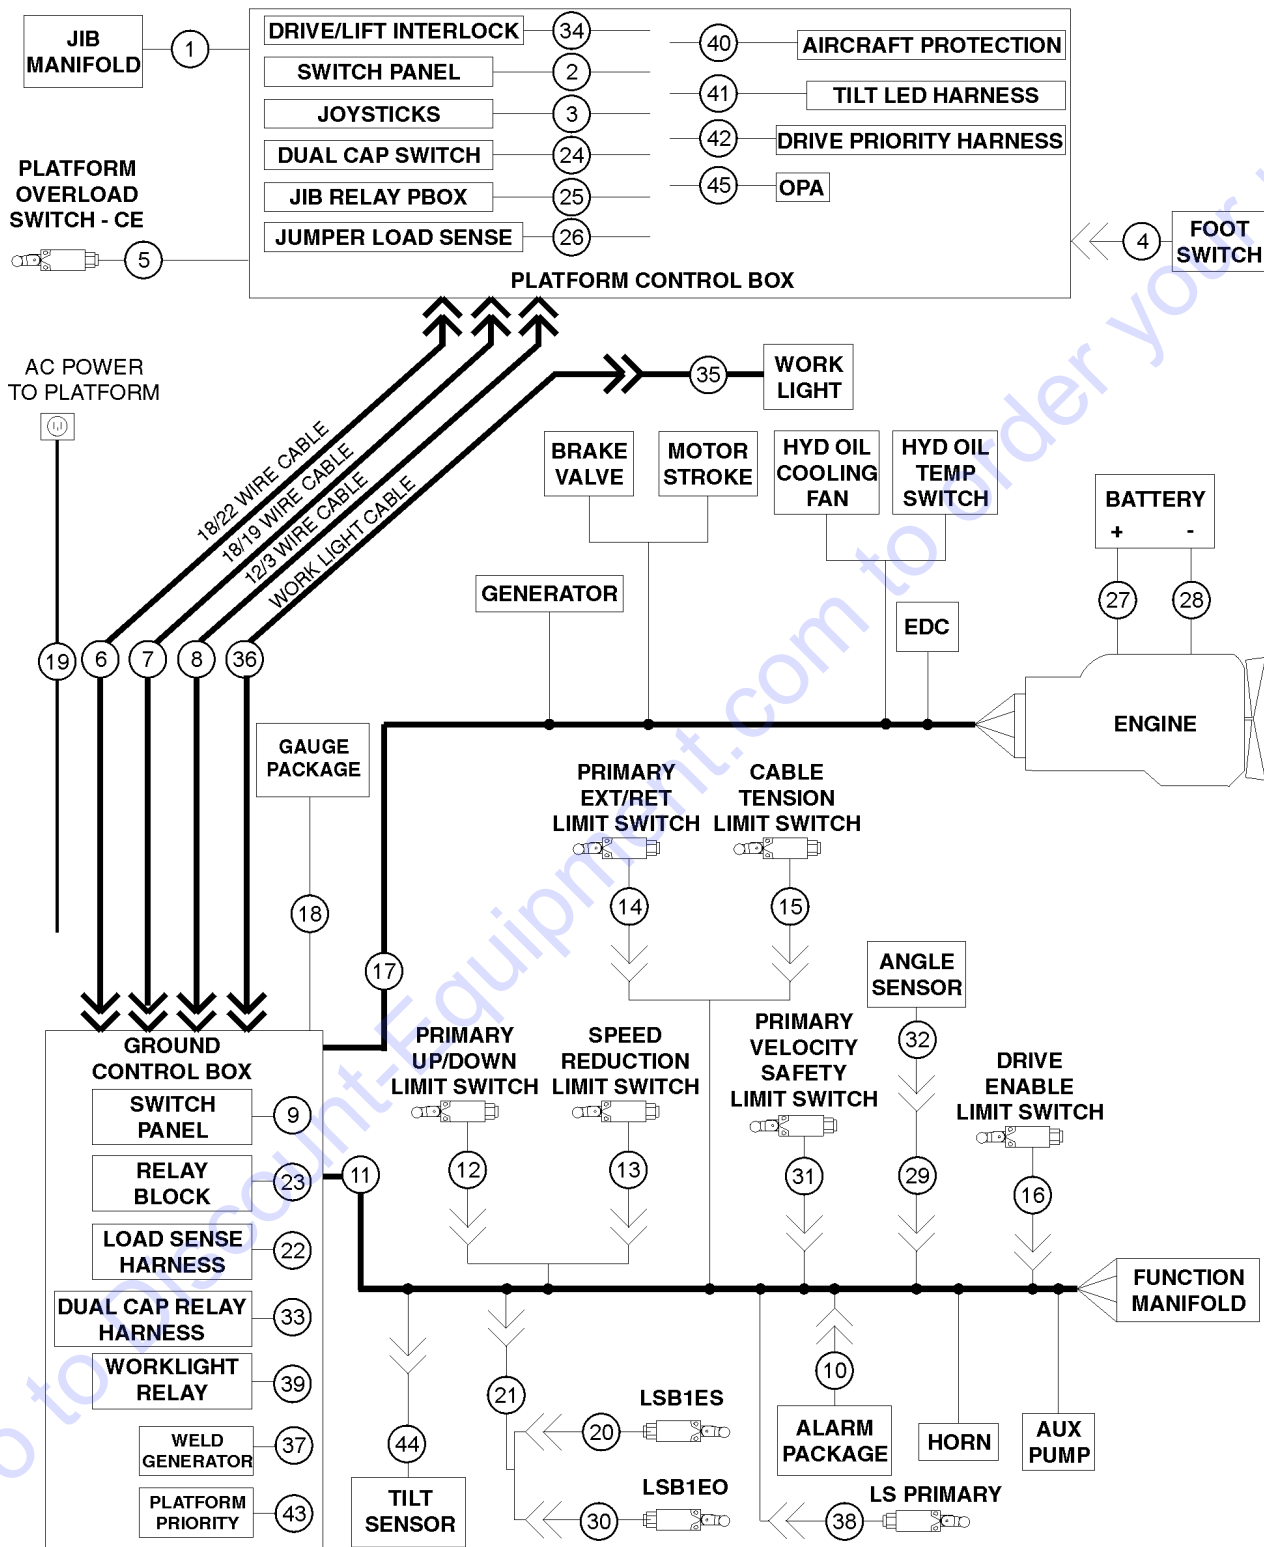 JIB
MANIFOLD
1
DRIVE/LIFT INTERLOCK
34
SWITCH PANEL
2
JOYSTICKS
3
DUAL CAP SWITCH
24
JIB RELAY PBOX
25
JUMPER LOAD SENSE
26
40
AIRCRAFT PROTECTION
41
TILT LED HARNESS
42
DRIVE PRIORITY HARNESS
45
OPA
PLATFORM CONTROL BOX
PLATFORM
OVERLOAD
SWITCH - CE
5
4
FOOT
SWITCH
AC POWER
TO PLATFORM
19
18/22 WIRE CABLE
18/19 WIRE CABLE
12/3 WIRE CABLE
WORK LIGHT CABLE
6
7
8
36
35
WORK
LIGHT
BRAKE
VALVE
MOTOR
STROKE
HYD OIL
COOLING
FAN
HYD OIL
TEMP
SWITCH
BATTERY
+ -
27
28
GENERATOR
EDC
ENGINE
GAUGE
PACKAGE
18
17
PRIMARY
EXT/RET
LIMIT SWITCH
14
CABLE
TENSION
LIMIT SWITCH
15
ANGLE
SENSOR
32
29
PRIMARY
UP/DOWN
LIMIT SWITCH
12
SPEED
REDUCTION
LIMIT SWITCH
13
PRIMARY
VELOCITY
SAFETY
LIMIT SWITCH
31
DRIVE
ENABLE
LIMIT SWITCH
16
GROUND
CONTROL BOX
SWITCH
PANEL
9
RELAY
BLOCK
23
LOAD SENSE
HARNESS
22
DUAL CAP RELAY
HARNESS
33
WORKLIGHT
RELAY
39
WELD
GENERATOR
37
PLATFORM
PRIORITY
43
11
FUNCTION
MANIFOLD
44
TILT
SENSOR
21
20
LSB1ES
30
LSB1EO
10
ALARM
PACKAGE
HORN
AUX
PUMP
38
LS PRIMARY
o to Discount-Equipment.com to order your